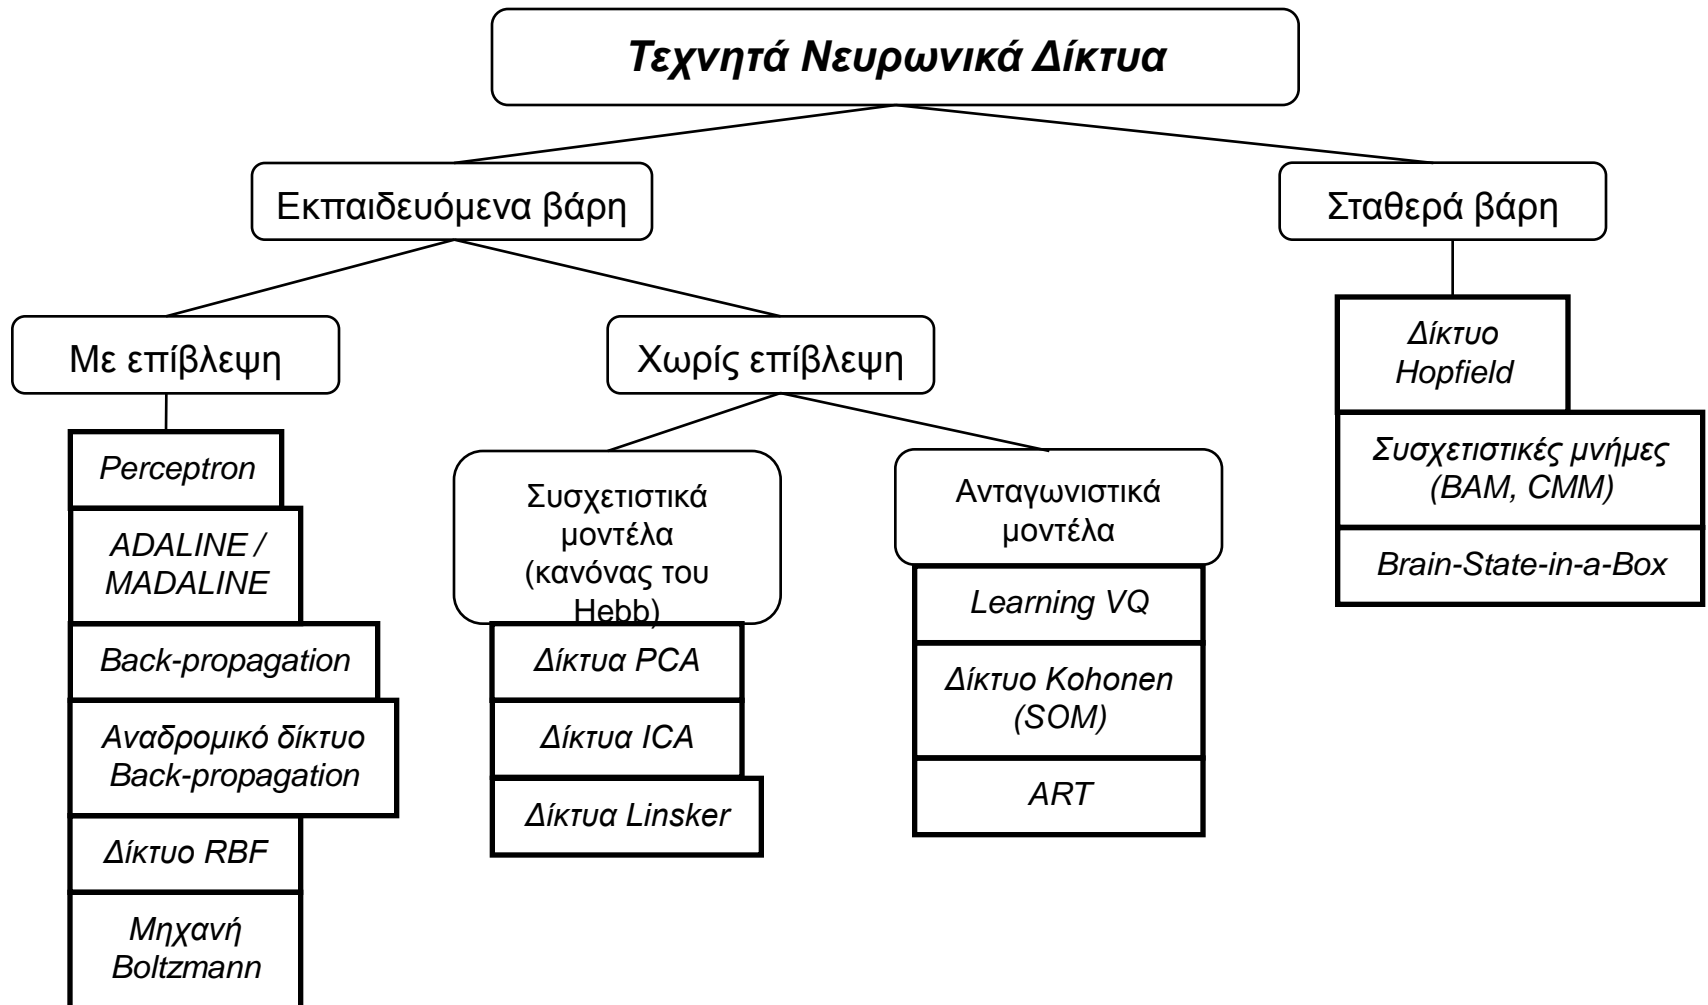 Τεχνητά Νευρωνικά Δίκτυα
Εκπαιδευόμενα βάρη
Σταθερά βάρη
Με επίβλεψη
Χωρίς επίβλεψη
Perceptron
ADALINE /
MADALINE
Back-propagation
Αναδρομικό δίκτυο
Back-propagation
Δίκτυο RBF
Μηχανή
Boltzmann
Συσχετιστικά
μοντέλα
(κανόνας του
Hebb)
Δίκτυα PCA
Δίκτυα ICA
Δίκτυα Linsker
Ανταγωνιστικά
μοντέλα
Learning VQ
Δίκτυο Kohonen
(SOM)
ART
Δίκτυο
Hopfield
Συσχετιστικές μνήμες
(BAM, CMM)
Brain-State-in-a-Box